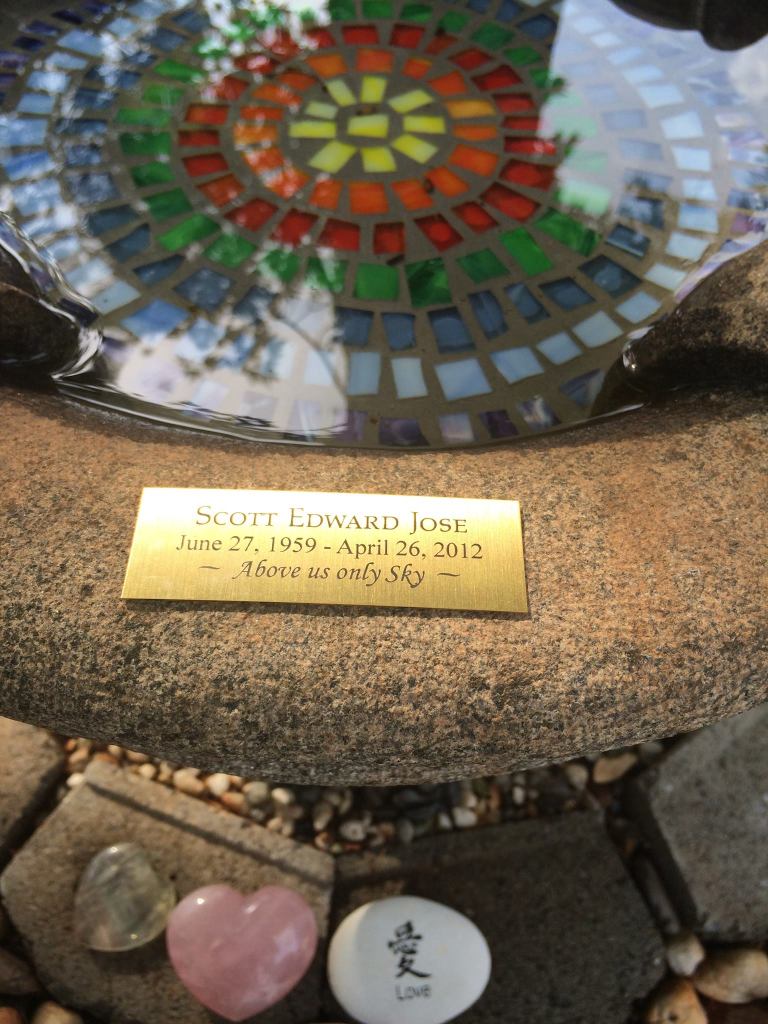 Scott Edward Jose
June 27, 1959 - April 26, 2012
~ Above us only Sky ~
愛
Love